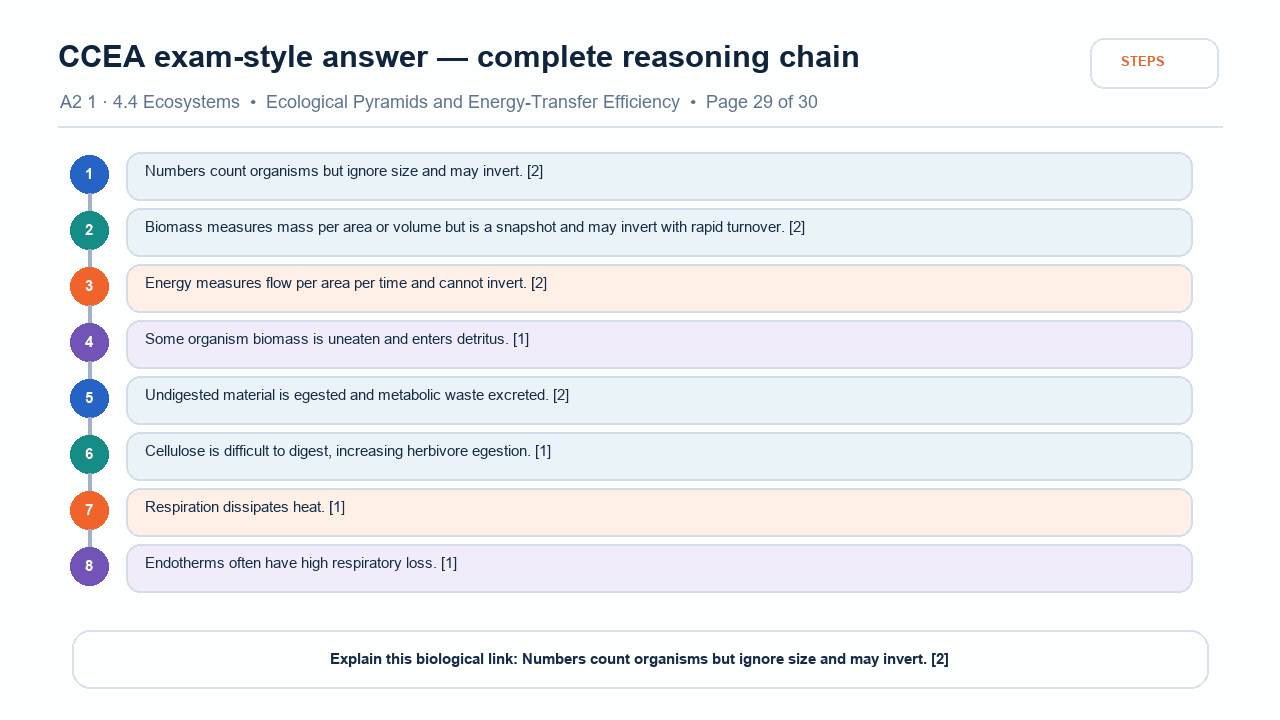 CCEA exam-style answer — complete reasoning chain
STEPS
A2 1 · 4.4 Ecosystems • Ecological Pyramids and Energy-Transfer Efficiency • Page 29 of 30
1
Numbers count organisms but ignore size and may invert. [2]
2
Biomass measures mass per area or volume but is a snapshot and may invert with rapid turnover. [2]
3
Energy measures flow per area per time and cannot invert. [2]
4
Some organism biomass is uneaten and enters detritus. [1]
5
Undigested material is egested and metabolic waste excreted. [2]
6
Cellulose is difficult to digest, increasing herbivore egestion. [1]
7
Respiration dissipates heat. [1]
8
Endotherms often have high respiratory loss. [1]
Explain this biological link: Numbers count organisms but ignore size and may invert. [2]